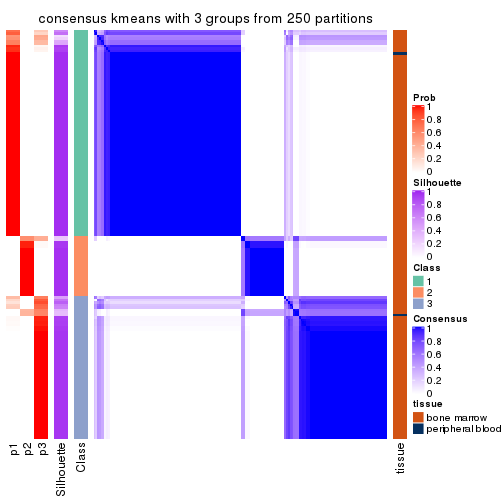 consensus kmeans with 3 groups from 250 partitions
Prob
1
0.8
0.6
0.4
0.2
0
Silhouette
1
0.8
0.6
0.4
0.2
0
Class
1
2
3
Consensus
1
0.8
0.6
0.4
0.2
0
tissue
bone marrow
peripheral blood
p1
p2
p3
Silhouette
Class
tissue